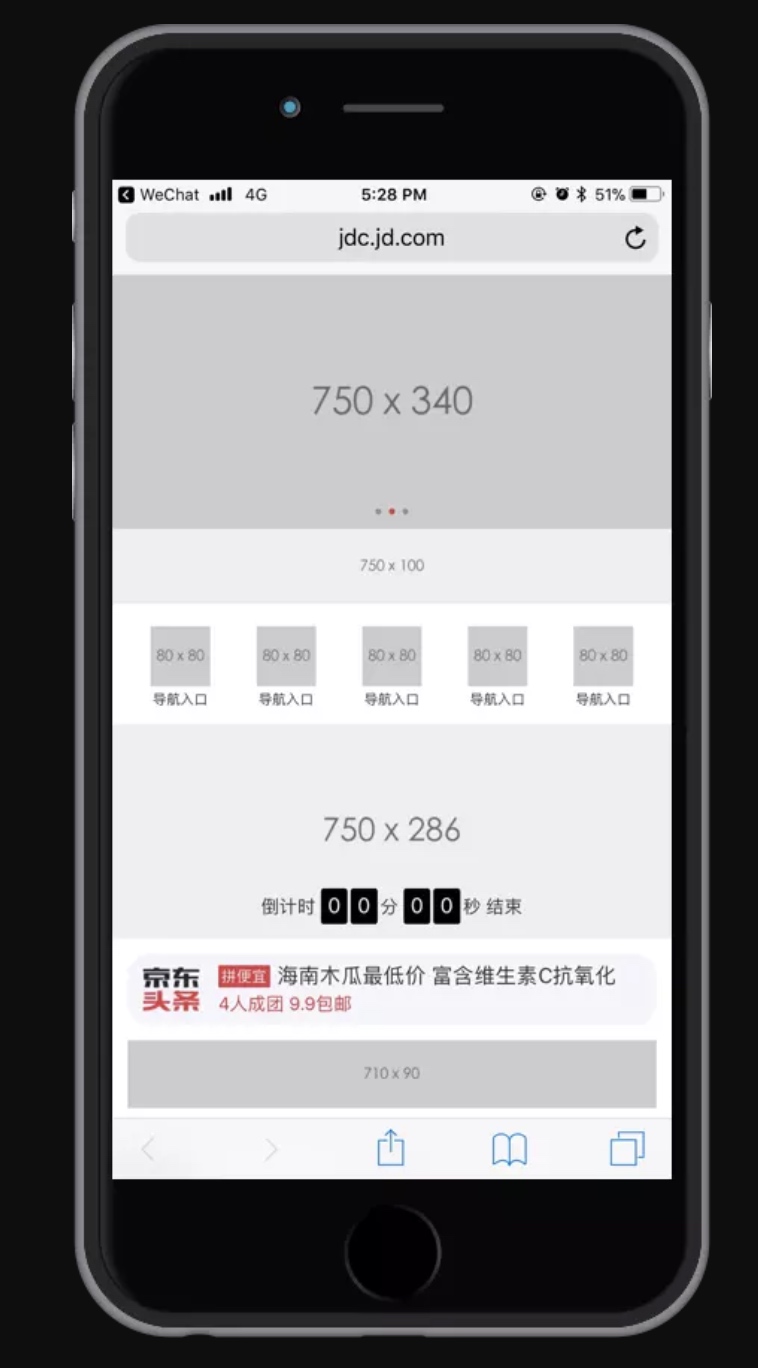 WeChat 4G 5:28 PM 51%
jdc.jd.com
750 x 340
750 x 100
80 x 80 80 x 80 80 x 80 80 x 80 80 x 80
导航入口 导航入口 导航入口 导航入口 导航入口
750 x 286
倒计时 0 0 分 0 0 秒 结束
京东
头条
拼便宜 海南木瓜最低价 富含维生素C抗氧化
4人成团 9.9包邮
710 x 90